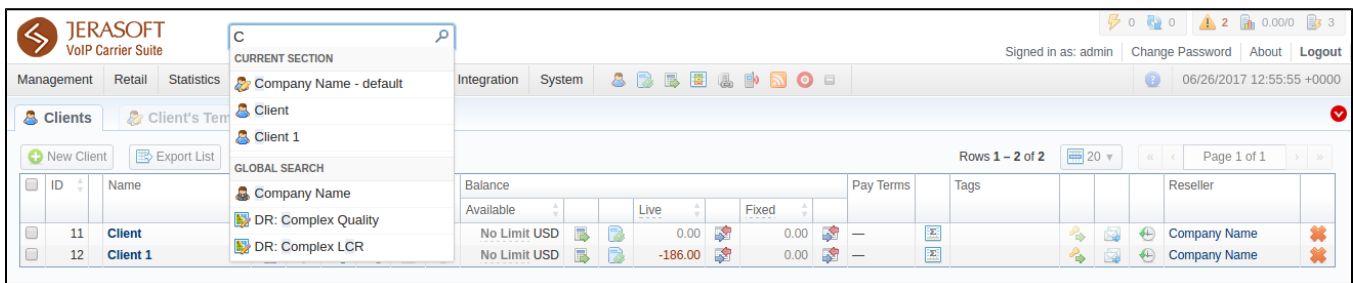 JERASOFT
VoIP Carrier Suite
C
0 0 2 0.00/0 3
Signed in as: admin Change Password About Logout
Management Retail Statistics Integration System 06/26/2017 12:55:55 +0000
CURRENT SECTION
Company Name - default
Client
Client 1
GLOBAL SEARCH
Company Name
DR: Complex Quality
DR: Complex LCR
Clients Client's Tem
New Client Export List Rows 1 – 2 of 2 20 « ‹ Page 1 of 1 › »
ID Name Balance Pay Terms Tags Reseller
Available Live Fixed
11 Client No Limit USD 0.00 0.00 — Company Name
12 Client 1 No Limit USD -186.00 0.00 — Company Name